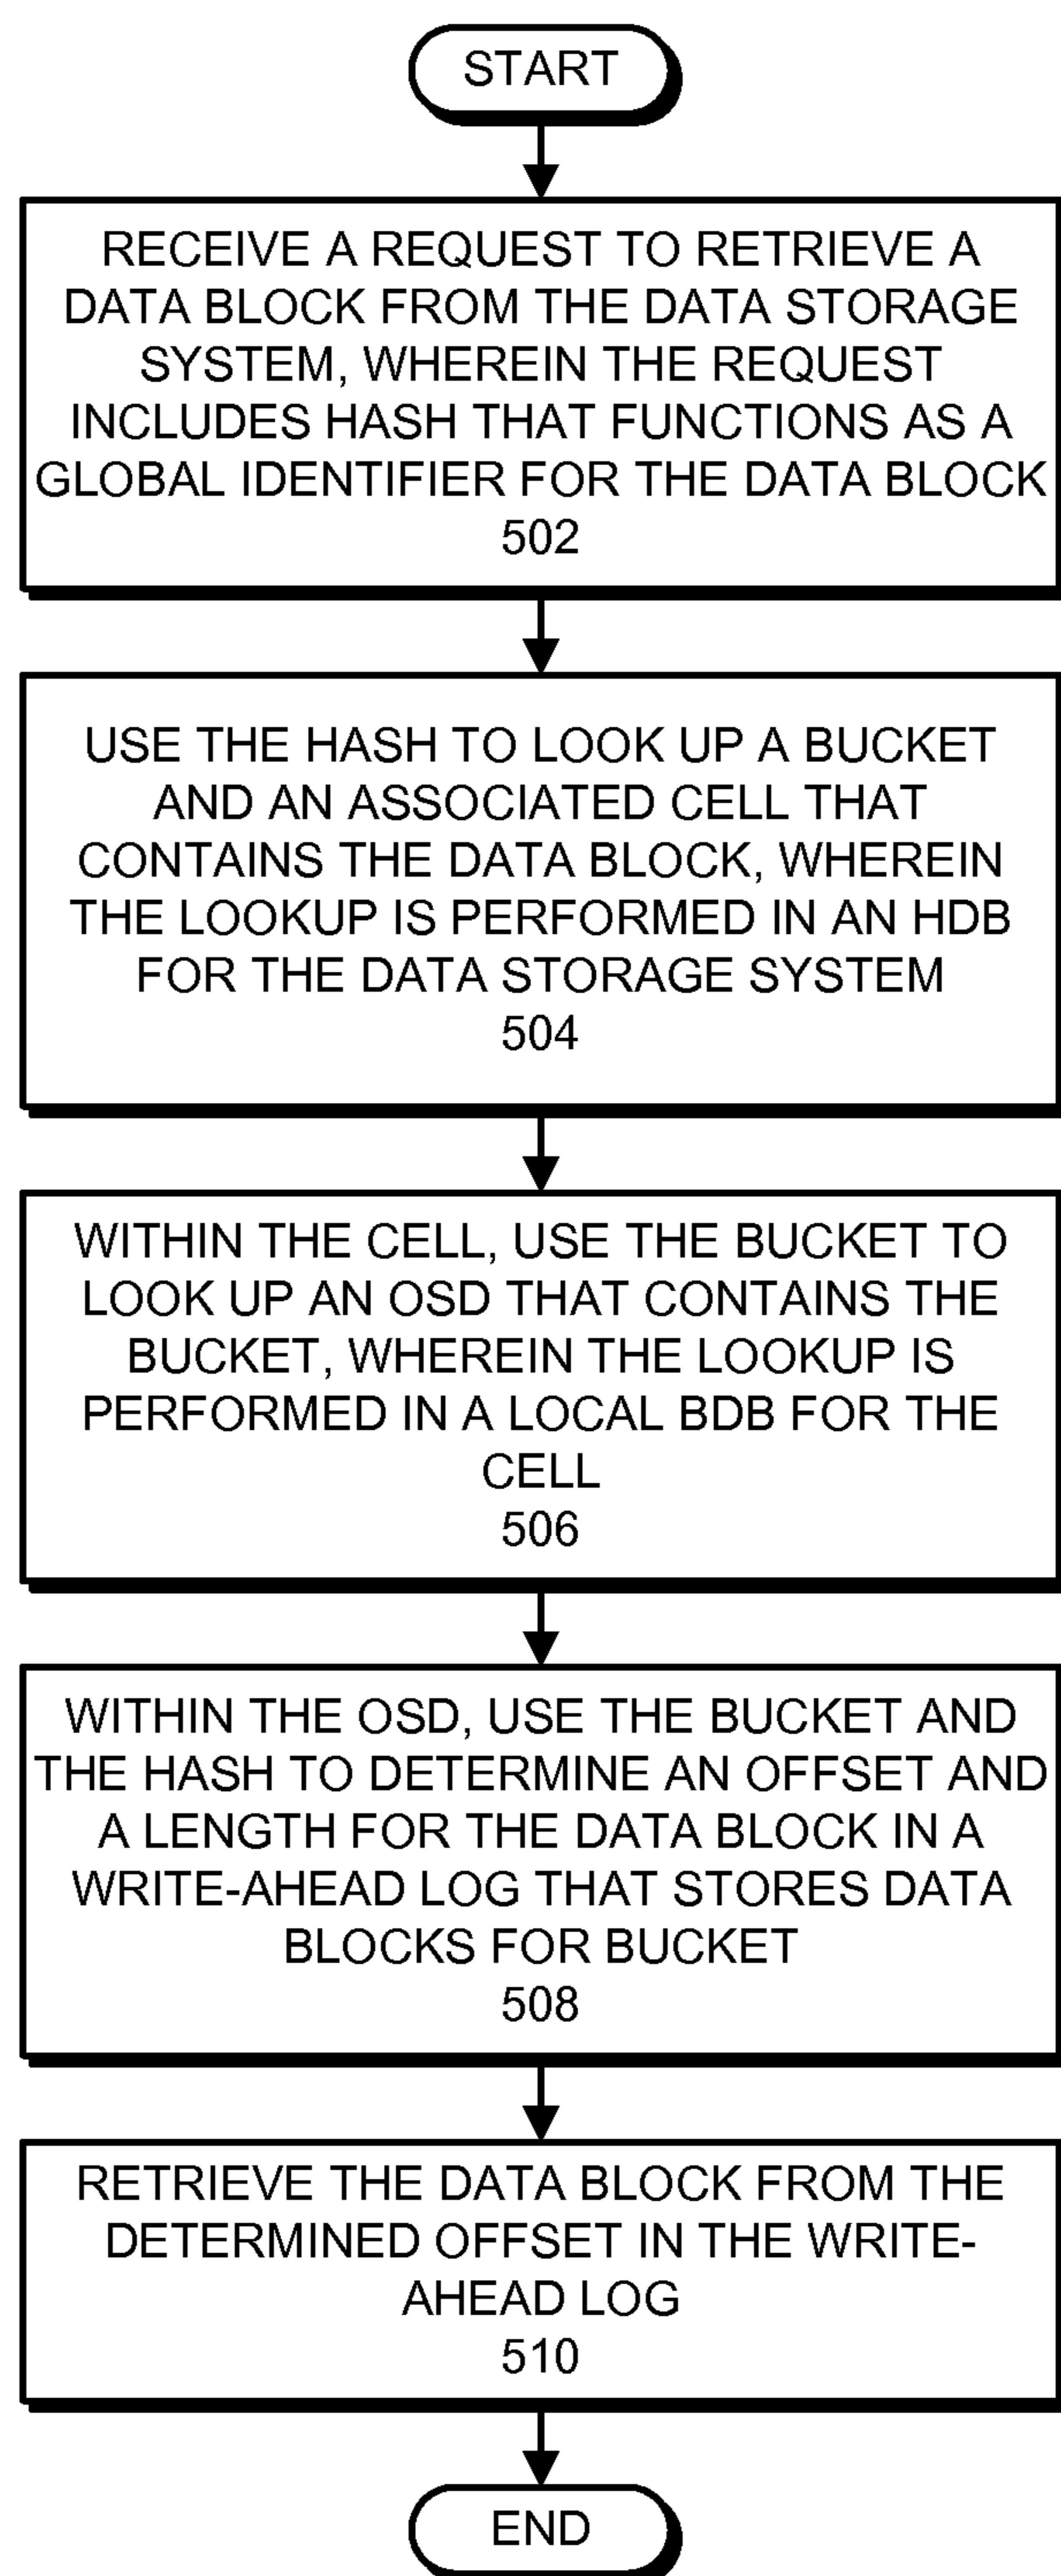 START
RECEIVE A REQUEST TO RETRIEVE A
DATA BLOCK FROM THE DATA STORAGE
SYSTEM, WHEREIN THE REQUEST
INCLUDES HASH THAT FUNCTIONS AS A
GLOBAL IDENTIFIER FOR THE DATA BLOCK
502
USE THE HASH TO LOOK UP A BUCKET
AND AN ASSOCIATED CELL THAT
CONTAINS THE DATA BLOCK, WHEREIN
THE LOOKUP IS PERFORMED IN AN HDB
FOR THE DATA STORAGE SYSTEM
504
WITHIN THE CELL, USE THE BUCKET TO
LOOK UP AN OSD THAT CONTAINS THE
BUCKET, WHEREIN THE LOOKUP IS
PERFORMED IN A LOCAL BDB FOR THE
CELL
506
WITHIN THE OSD, USE THE BUCKET AND
THE HASH TO DETERMINE AN OFFSET AND
A LENGTH FOR THE DATA BLOCK IN A
WRITE-AHEAD LOG THAT STORES DATA
BLOCKS FOR BUCKET
508
RETRIEVE THE DATA BLOCK FROM THE
DETERMINED OFFSET IN THE WRITE-
AHEAD LOG
510
END